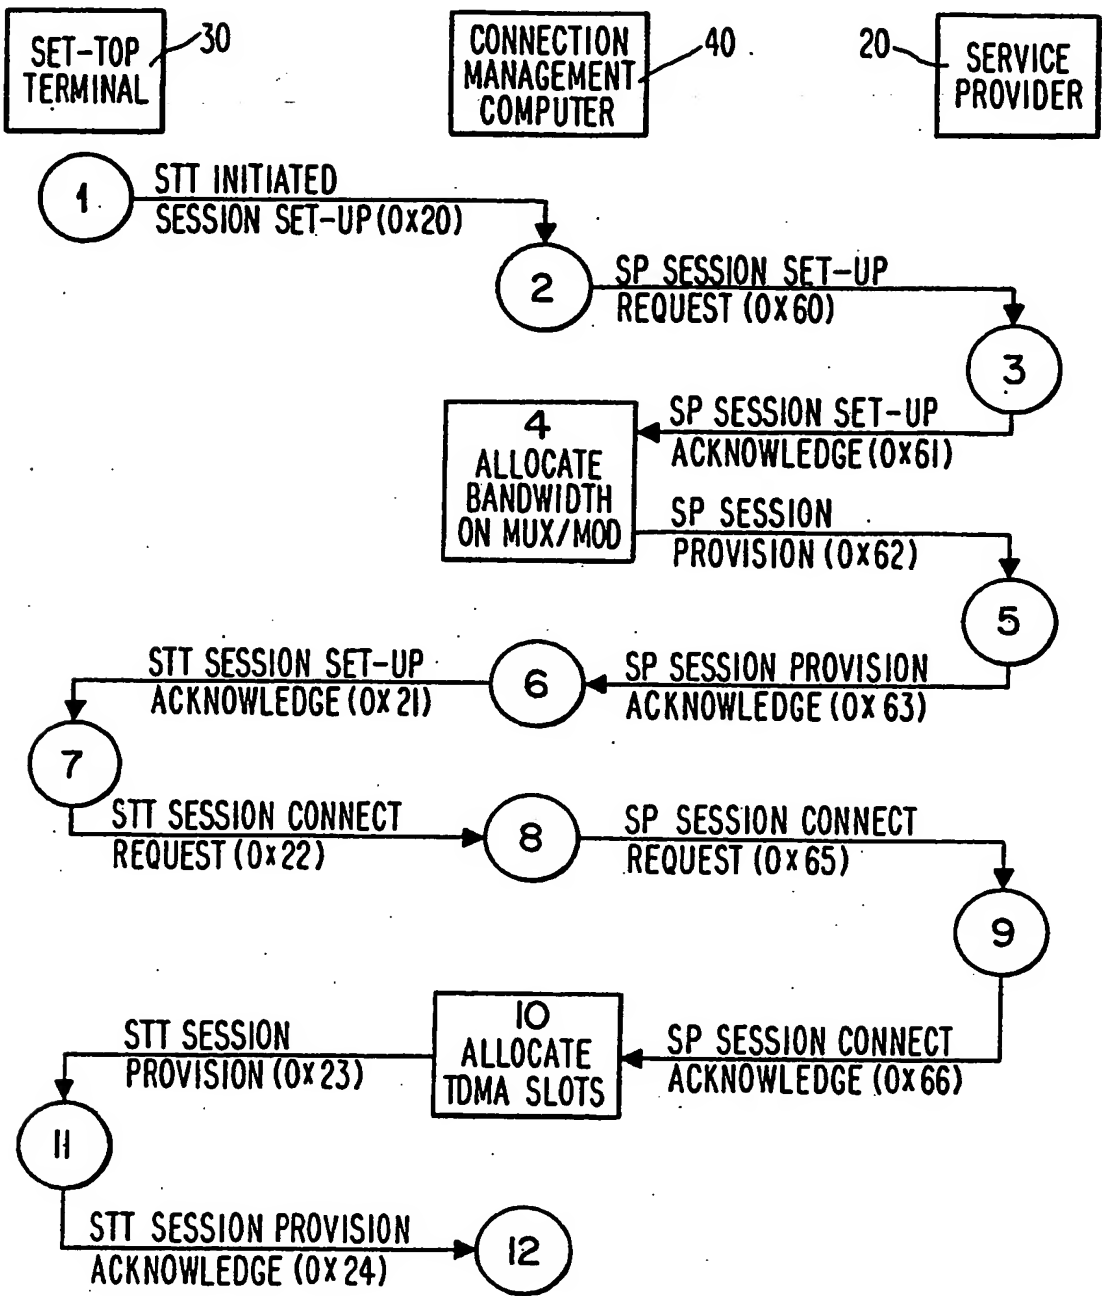 SET-TOP
TERMINAL
30
CONNECTION
MANAGEMENT
COMPUTER
40
20
SERVICE
PROVIDER
1
STT INITIATED
SESSION SET-UP (0X20)
2
SP SESSION SET-UP
REQUEST (0X60)
3
SP SESSION SET-UP
ACKNOWLEDGE (0X61)
4
ALLOCATE
BANDWIDTH
ON MUX/MOD
SP SESSION
PROVISION (0X62)
5
SP SESSION PROVISION
ACKNOWLEDGE (0X63)
6
STT SESSION SET-UP
ACKNOWLEDGE (0X21)
7
STT SESSION CONNECT
REQUEST (0X22)
8
SP SESSION CONNECT
REQUEST (0X65)
9
SP SESSION CONNECT
ACKNOWLEDGE (0X66)
10
ALLOCATE
TDMA SLOTS
STT SESSION
PROVISION (0X23)
11
STT SESSION PROVISION
ACKNOWLEDGE (0X24)
12